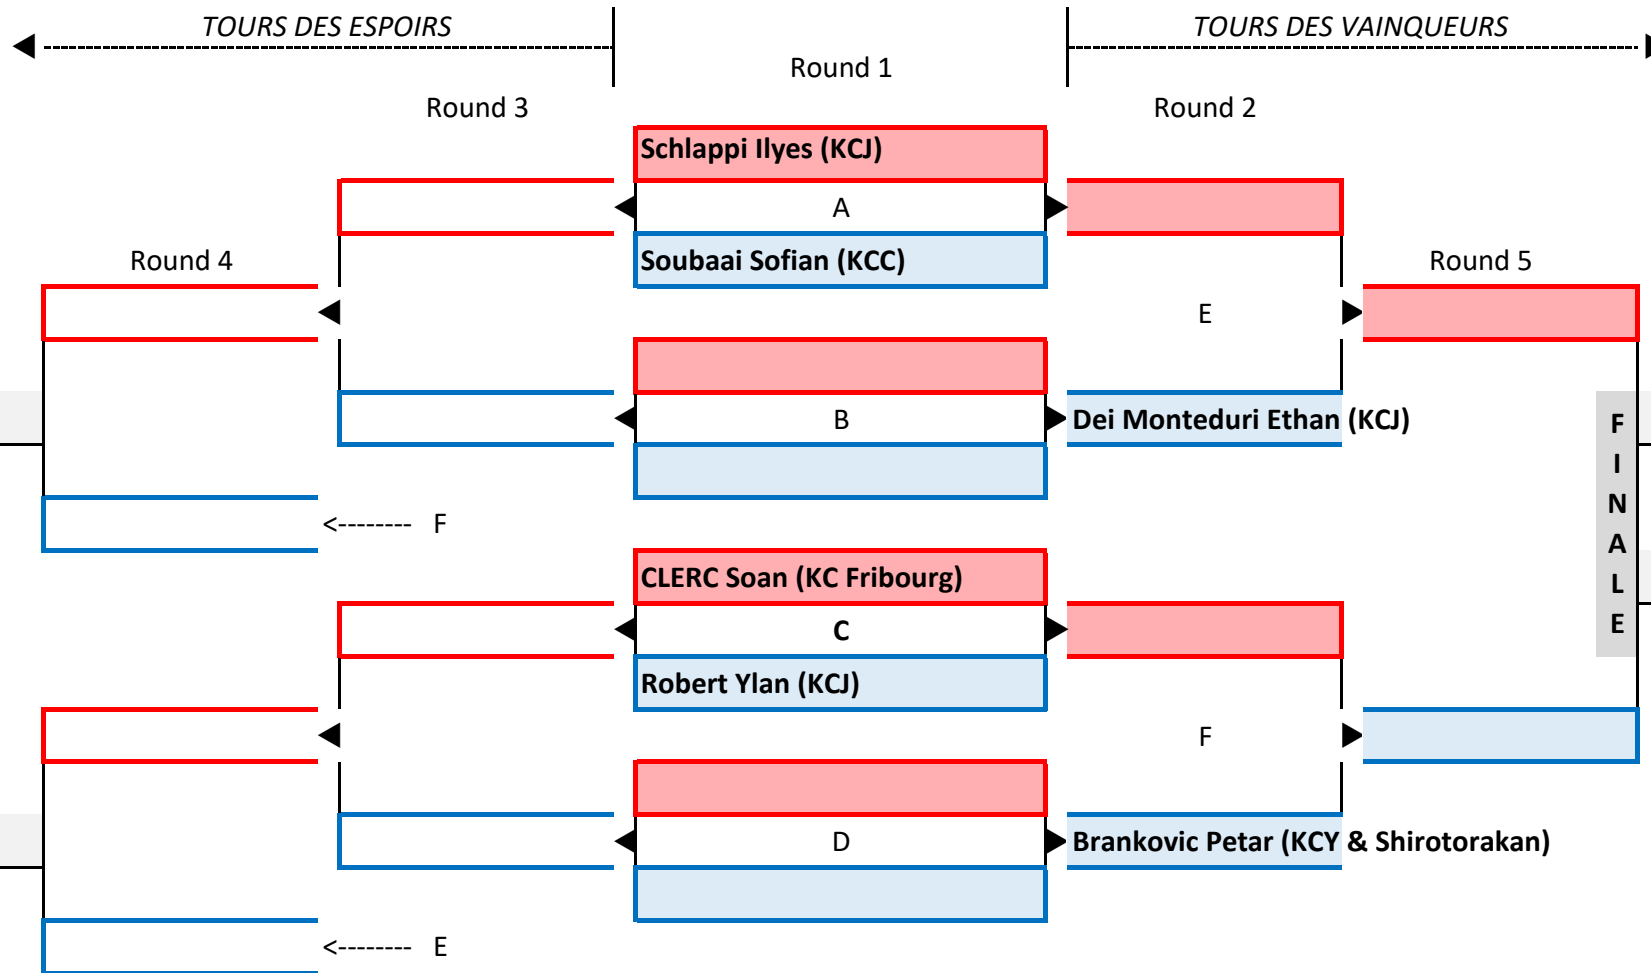 TOURS DES ESPOIRS
TOURS DES VAINQUEURS
Round 1
Round 3
Round 2
Schlappi Ilyes (KCJ)
A
Soubaai Sofian (KCC)
Round 4
Round 5
E
B
Dei Monteduri Ethan (KCJ)
F
I
N
A
L
E
<-------- F
CLERC Soan (KC Fribourg)
C
Robert Ylan (KCJ)
F
D
Brankovic Petar (KCY & Shirotorakan)
<-------- E